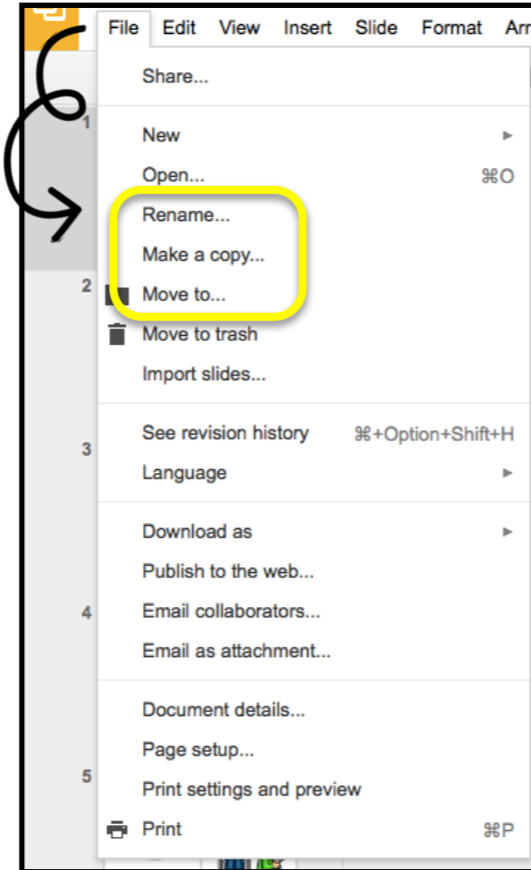 File Edit View Insert Slide Format Arr
Share...
1
New
Open... ⌘O
Rename...
Make a copy...
2
Move to...
Move to trash
Import slides...
See revision history ⌘+Option+Shift+H
3
Language
Download as
Publish to the web...
4
Email collaborators...
Email as attachment...
Document details...
Page setup...
5
Print settings and preview
Print ⌘P